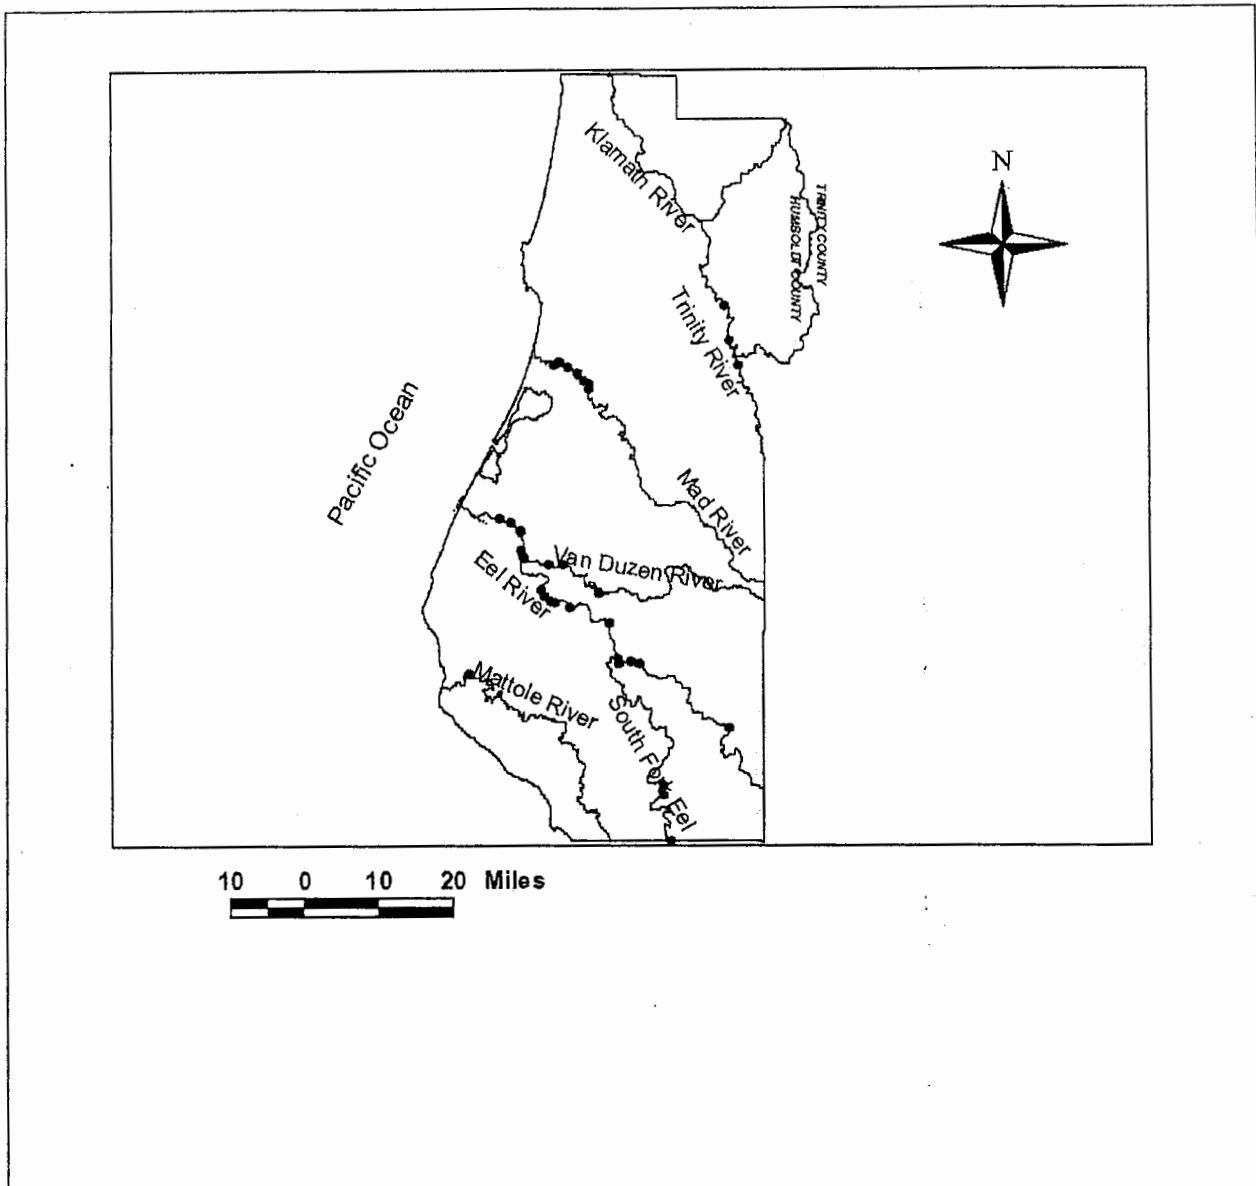 N
Klamath River
TRINITY COUNTY
HUMBOLDT COUNTY
Trinity River
Pacific Ocean
Mad River
Van Duzen River
Eel River
Mattole River
South Fork Eel
10 0 10 20 Miles